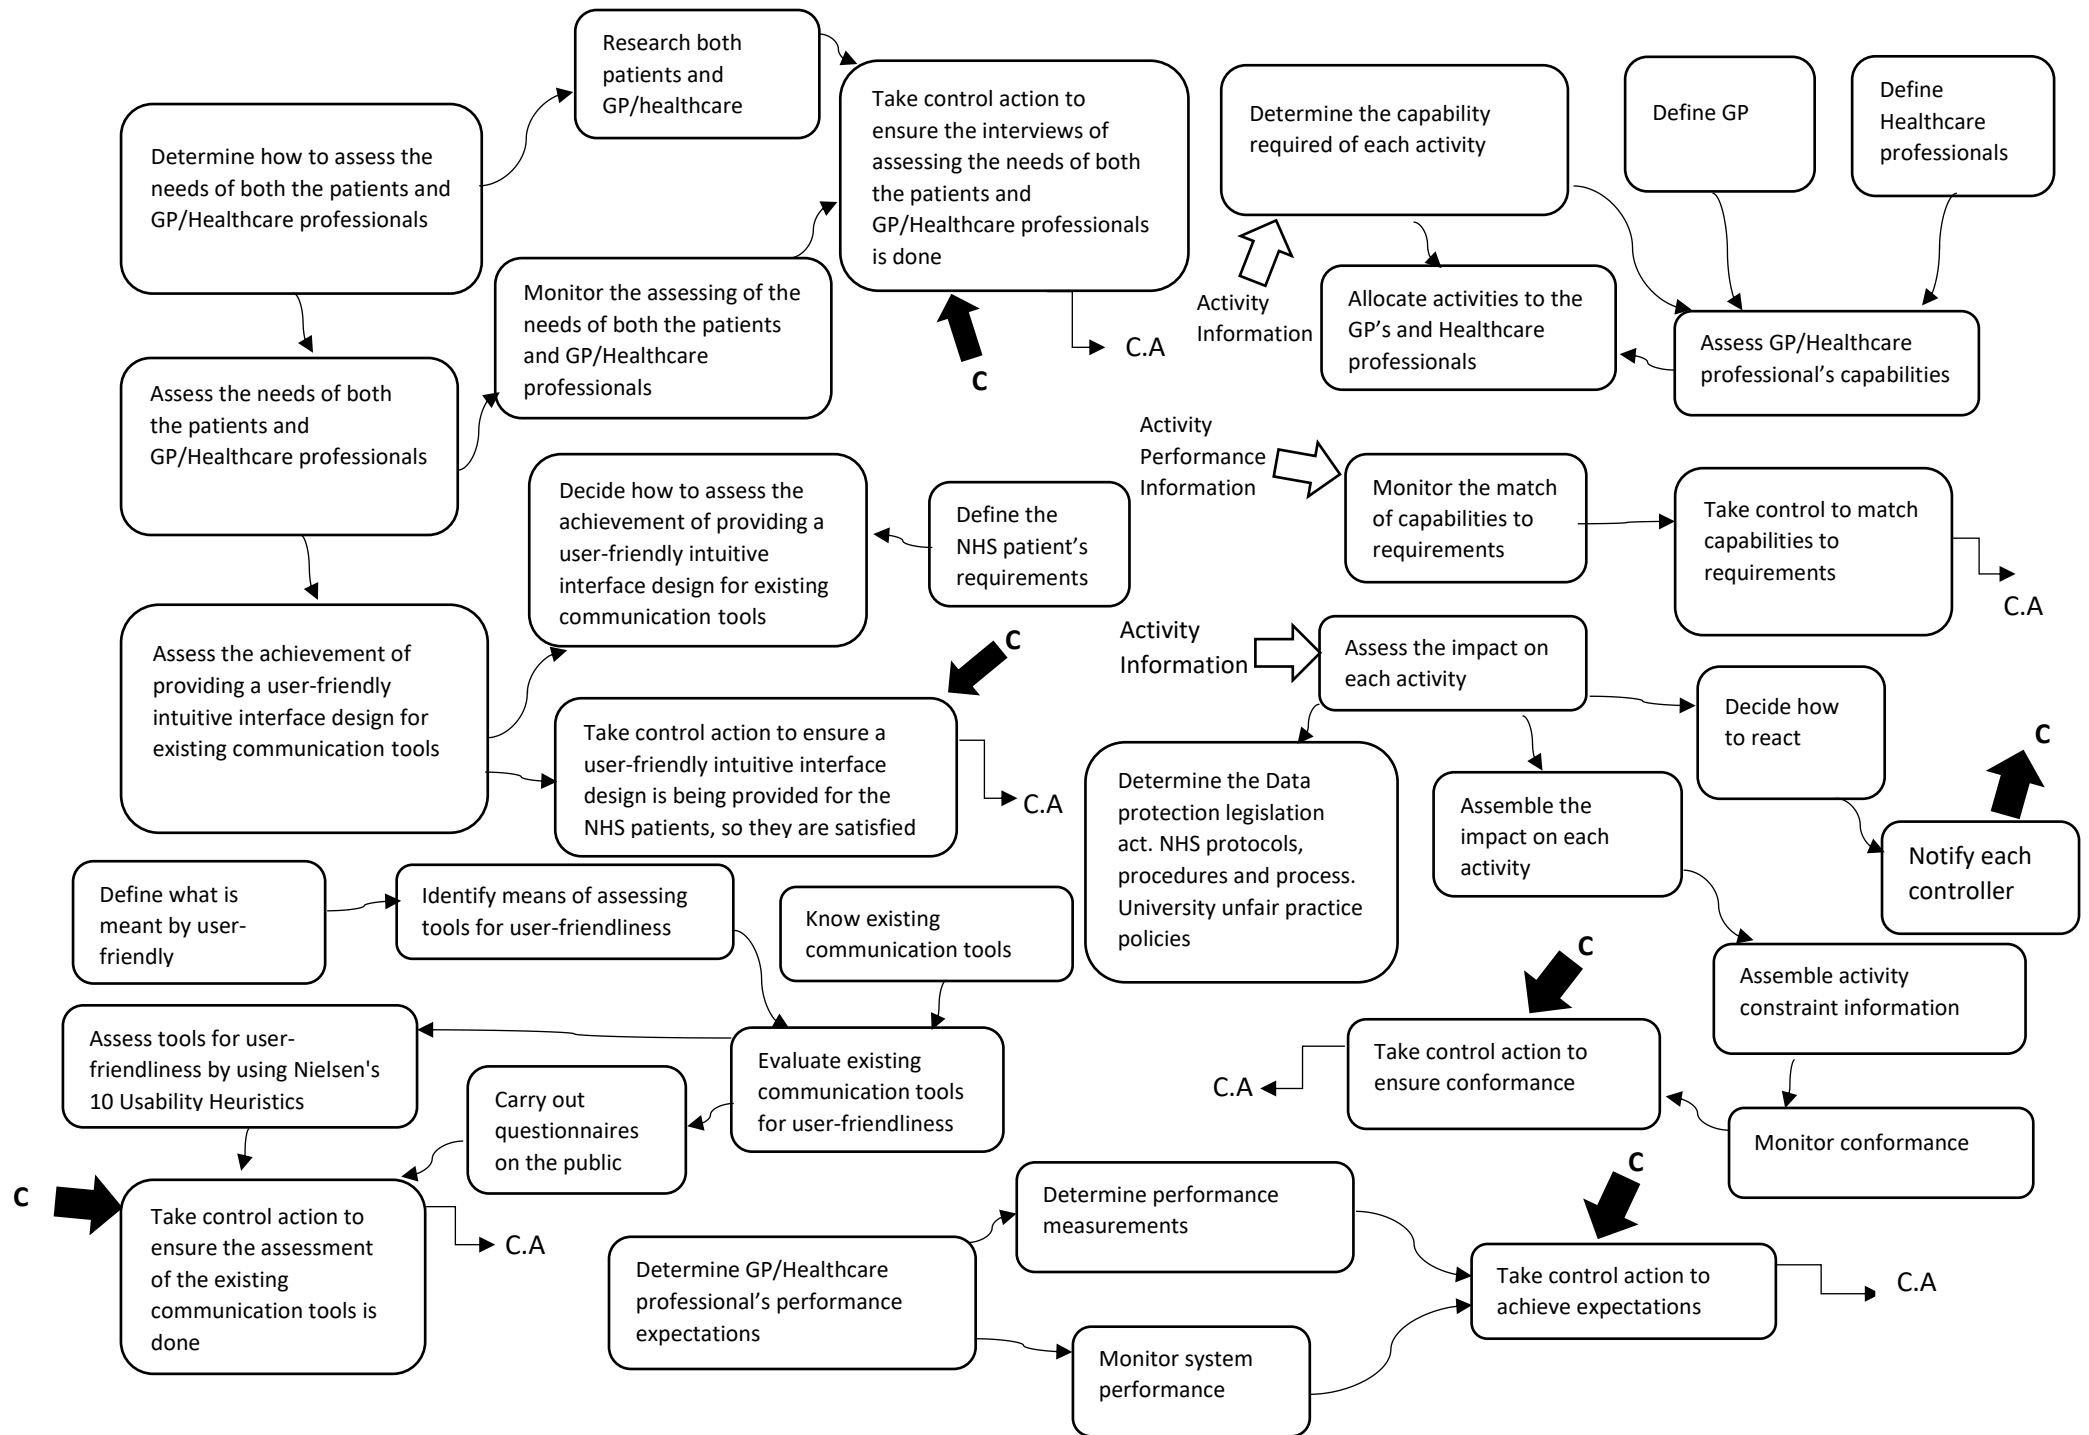 Research both
patients and
GP/healthcare
Determine how to assess the
needs of both the patients and
GP/Healthcare professionals
Take control action to
ensure the interviews of
assessing the needs of both
the patients and
GP/Healthcare professionals
is done
C.A
C
Monitor the assessing of the
needs of both the patients
and GP/Healthcare
professionals
Assess the needs of both
the patients and
GP/Healthcare professionals
Determine the capability
required of each activity
Define GP
Define
Healthcare
professionals
Activity
Information
Allocate activities to the
GP's and Healthcare
professionals
Assess GP/Healthcare
professional's capabilities
Activity
Performance
Information
Monitor the match
of capabilities to
requirements
Take control to match
capabilities to
requirements
C.A
Decide how to assess the
achievement of providing a
user-friendly intuitive
interface design for existing
communication tools
Define the
NHS patient's
requirements
Assess the achievement of
providing a user-friendly
intuitive interface design for
existing communication tools
C
Take control action to ensure a
user-friendly intuitive interface
design is being provided for the
NHS patients, so they are satisfied
C.A
Activity
Information
Assess the impact on
each activity
Decide how
to react
C
Notify each
controller
Determine the Data
protection legislation
act. NHS protocols,
procedures and process.
University unfair practice
policies
Assemble the
impact on each
activity
Assemble activity
constraint information
C
Take control action to
ensure conformance
C.A
Monitor conformance
Define what is
meant by user-
friendly
Identify means of assessing
tools for user-friendliness
Know existing
communication tools
Assess tools for user-
friendliness by using Nielsen's
10 Usability Heuristics
Evaluate existing
communication tools
for user-friendliness
Carry out
questionnaires
on the public
C
Take control action to
ensure the assessment
of the existing
communication tools is
done
C.A
Determine GP/Healthcare
professional's performance
expectations
Determine performance
measurements
Monitor system
performance
C
Take control action to
achieve expectations
C.A